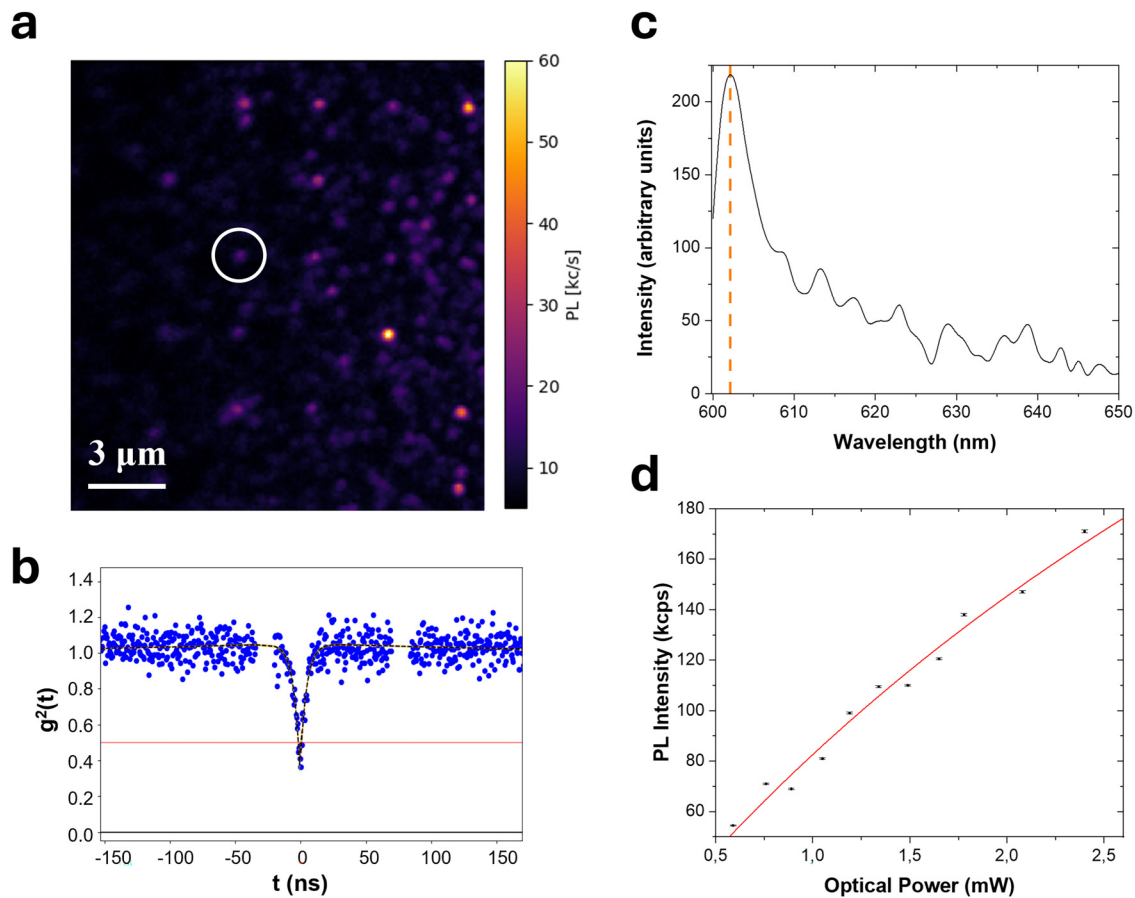 a
60
50
40
30
20
10
PL [kc/s]
3 μm
b
1.4
1.2
1.0
0.8
0.6
0.4
0.2
0.0
g²(t)
-150 -100 -50 0 50 100 150
t (ns)
c
200
150
100
50
0
Intensity (arbitrary units)
600 610 620 630 640 650
Wavelength (nm)
d
180
160
140
120
100
80
60
PL Intensity (kcps)
0,5 1,0 1,5 2,0 2,5
Optical Power (mW)